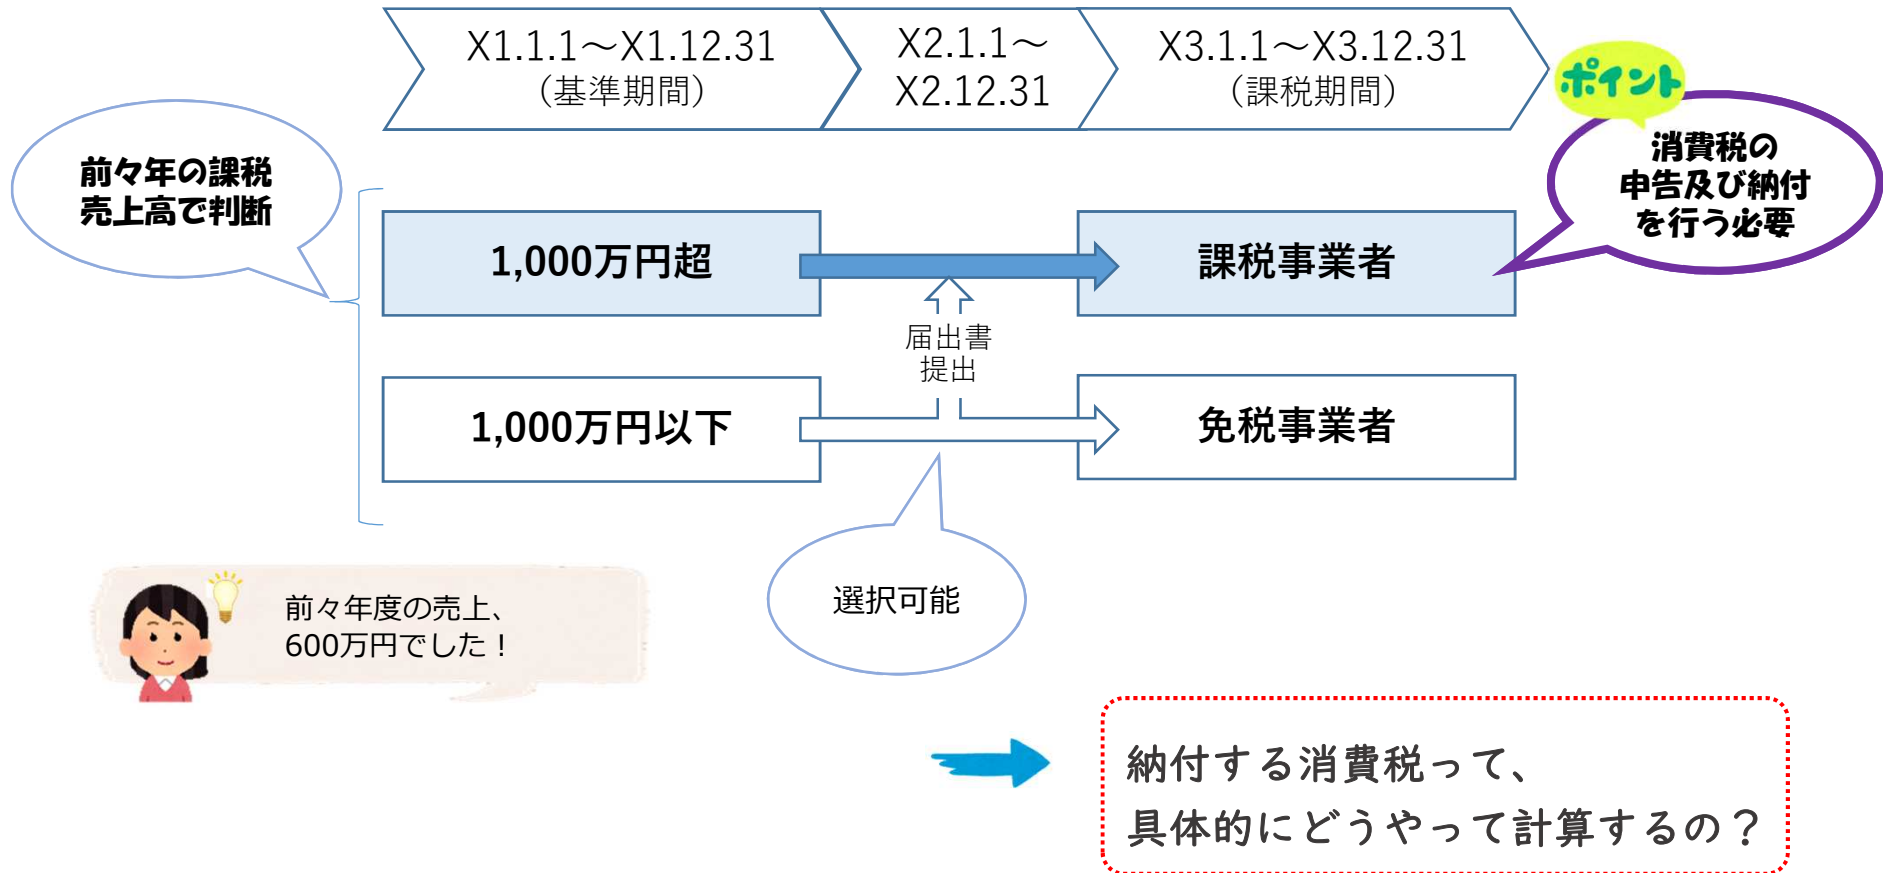 X1.1.1～X1.12.31
（基準期間）
X2.1.1～
X2.12.31
X3.1.1～X3.12.31
（課税期間）
ポイント
消費税の
申告及び納付
を行う必要
前々年の課税
売上高で判断
1,000万円超
課税事業者
届出書
提出
1,000万円以下
免税事業者
選択可能
前々年度の売上、
600万円でした！
納付する消費税って、
具体的にどうやって計算するの？